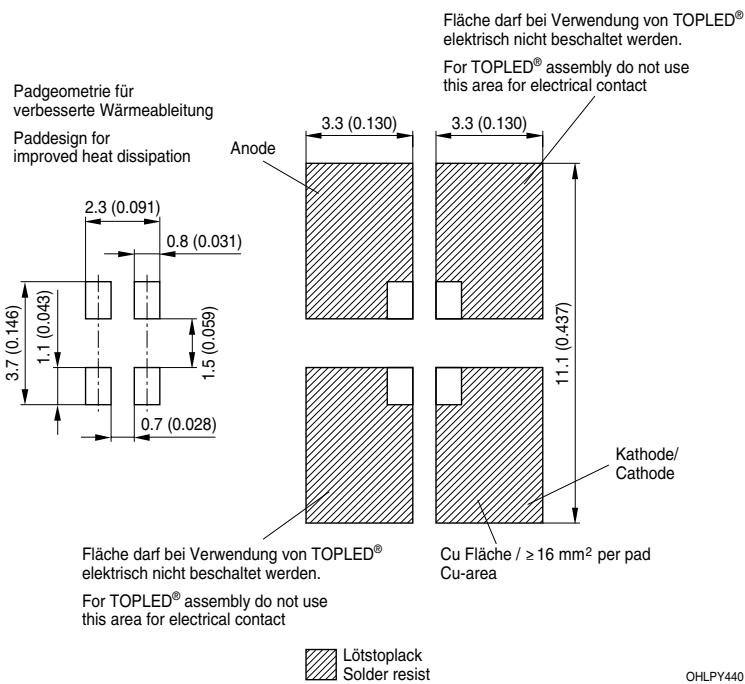 Fläche darf bei Verwendung von TOPLED®
elektrisch nicht beschaltet werden.
For TOPLED® assembly do not use
this area for electrical contact
Padgeometrie für
verbesserte Wärmeableitung
Paddesign for
improved heat dissipation
Anode
3.3 (0.130)
3.3 (0.130)
2.3 (0.091)
0.8 (0.031)
3.7 (0.146)
1.1 (0.043)
1.5 (0.059)
0.7 (0.028)
11.1 (0.437)
Kathode/
Cathode
Fläche darf bei Verwendung von TOPLED®
elektrisch nicht beschaltet werden.
For TOPLED® assembly do not use
this area for electrical contact
Cu Fläche / ≥ 16 mm² per pad
Cu-area
Lötstoplack
Solder resist
OHLPY440